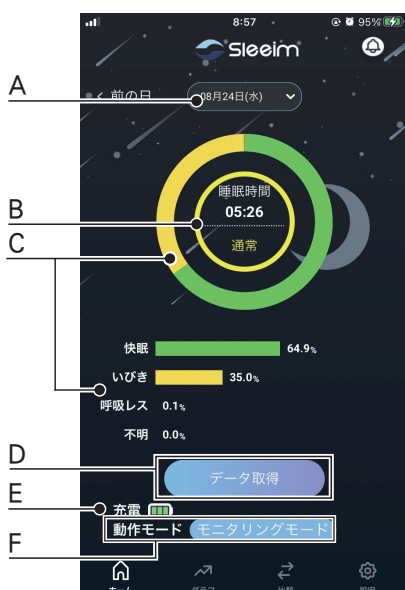 8:57
95%
Sleeim
A
前の日
08月24日(水)
B
睡眠時間
05:26
通常
C
快眠 64.9%
いびき 35.0%
呼吸レス 0.1%
不明 0.0%
D
データ取得
E
充電
動作モード モニタリングモード
F